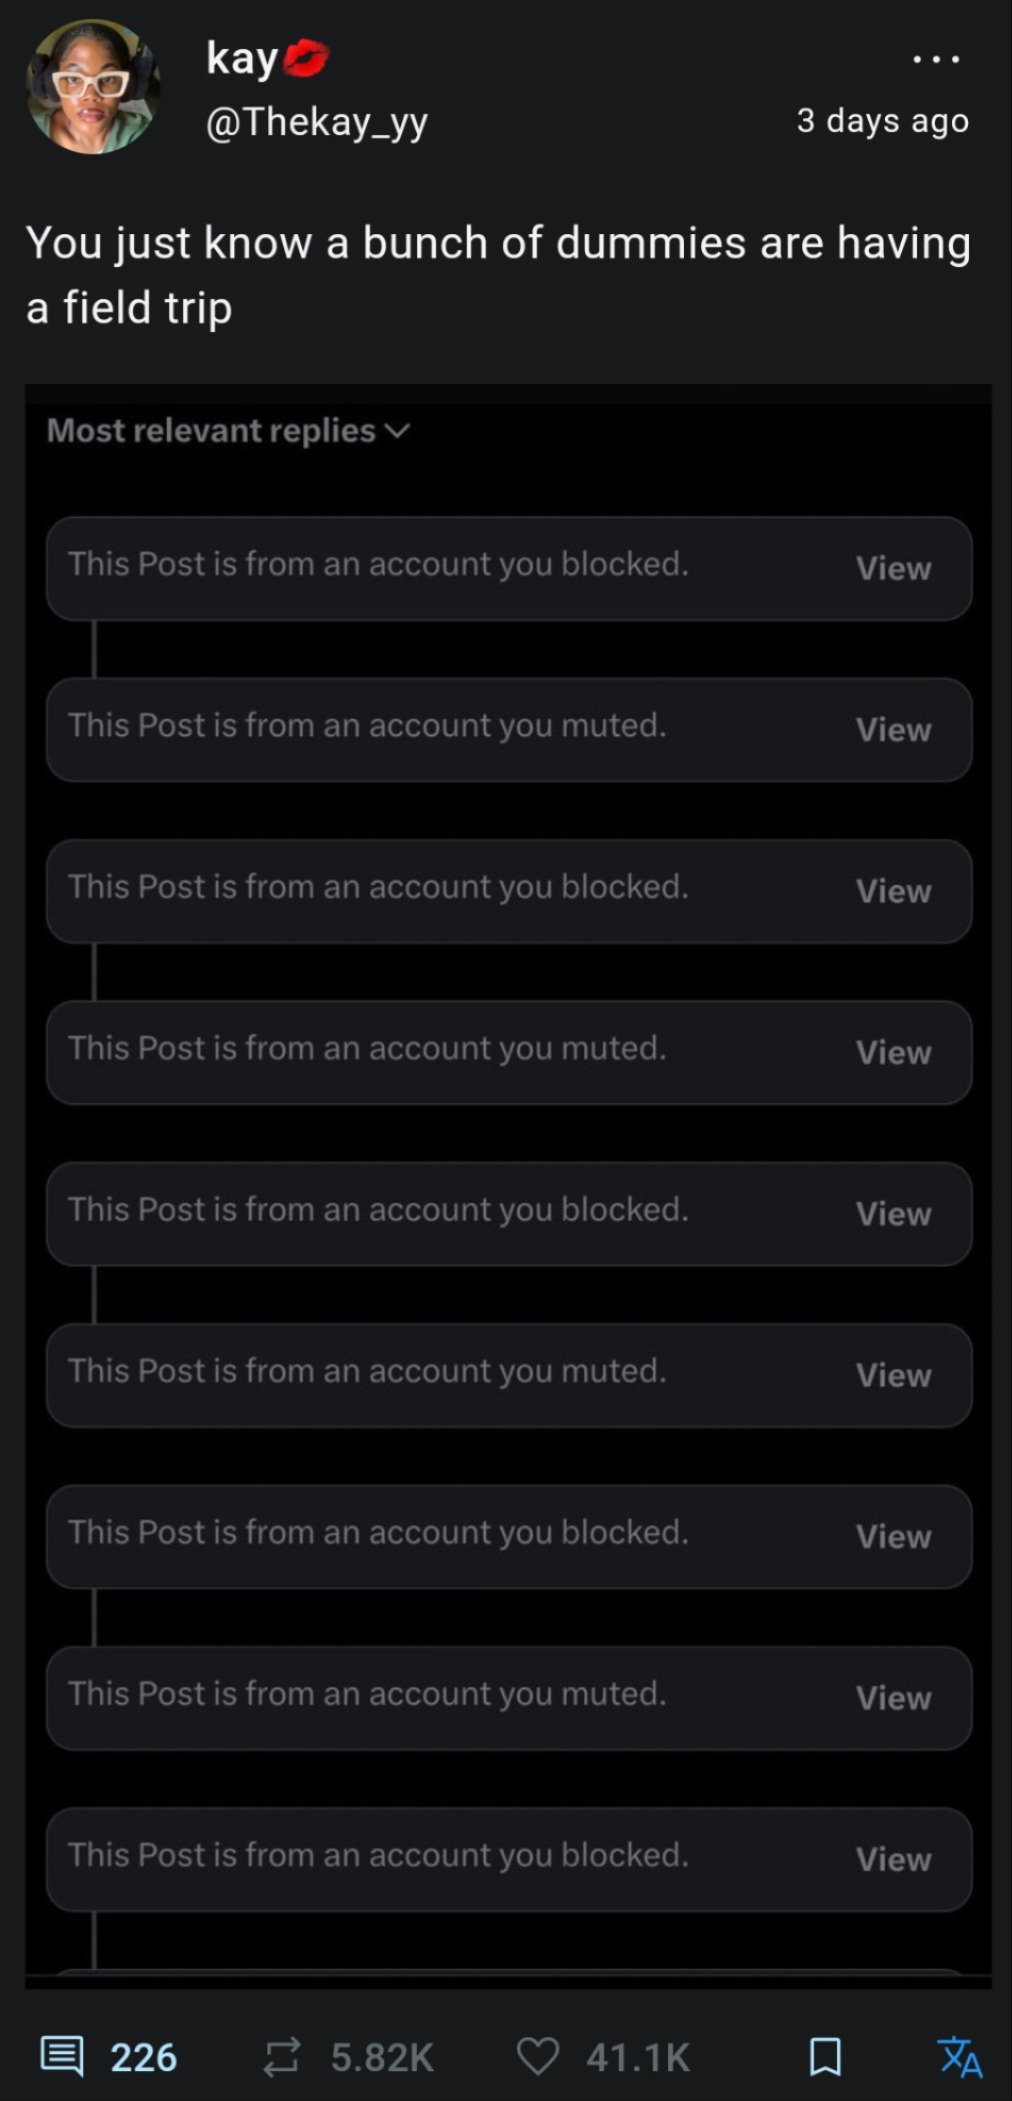 kay💋
@Thekay_yy
3 days ago
You just know a bunch of dummies are having
a field trip
Most relevant replies
This Post is from an account you blocked. View
This Post is from an account you muted. View
This Post is from an account you blocked. View
This Post is from an account you muted. View
This Post is from an account you blocked. View
This Post is from an account you muted. View
This Post is from an account you blocked. View
This Post is from an account you muted. View
This Post is from an account you blocked. View
226 5.82K 41.1K